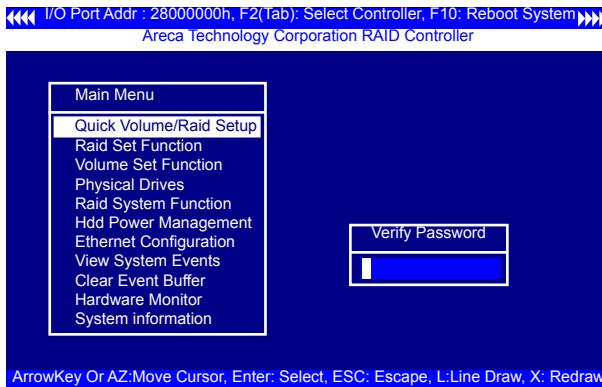 I/O Port Addr : 28000000h, F2(Tab): Select Controller, F10: Reboot System
Areca Technology Corporation RAID Controller
Main Menu
Quick Volume/Raid Setup
Raid Set Function
Volume Set Function
Physical Drives
Raid System Function
Hdd Power Management
Ethernet Configuration
View System Events
Clear Event Buffer
Hardware Monitor
System information
Verify Password
ArrowKey Or AZ:Move Cursor, Enter: Select, ESC: Escape, L:Line Draw, X: Redraw